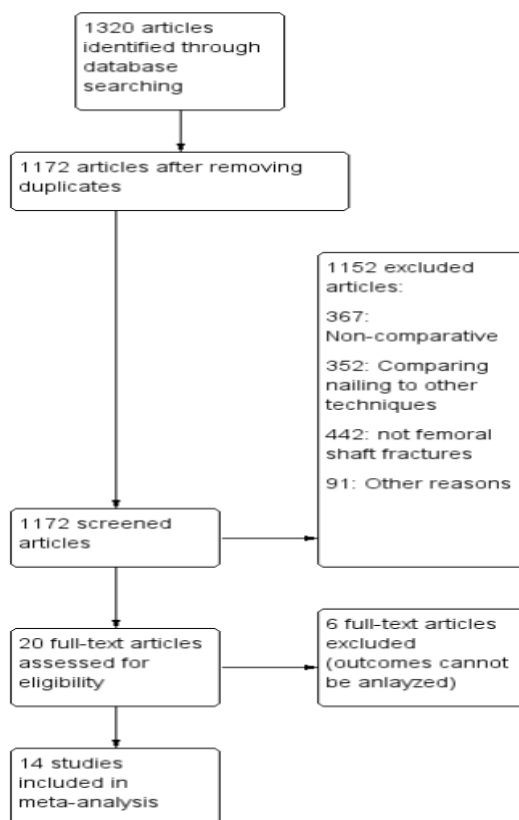 1320 articles
identified through
database
searching
1172 articles after removing
duplicates
1152 excluded
articles:
367:
Non-comparative
352: Comparing
nailing to other
techniques
442: not femoral
shaft fractures
91: Other reasons
1172 screened
articles
20 full-text articles
assessed for
eligibility
6 full-text articles
excluded
(outcomes cannot
be anlayzed)
14 studies
included in
meta-analysis